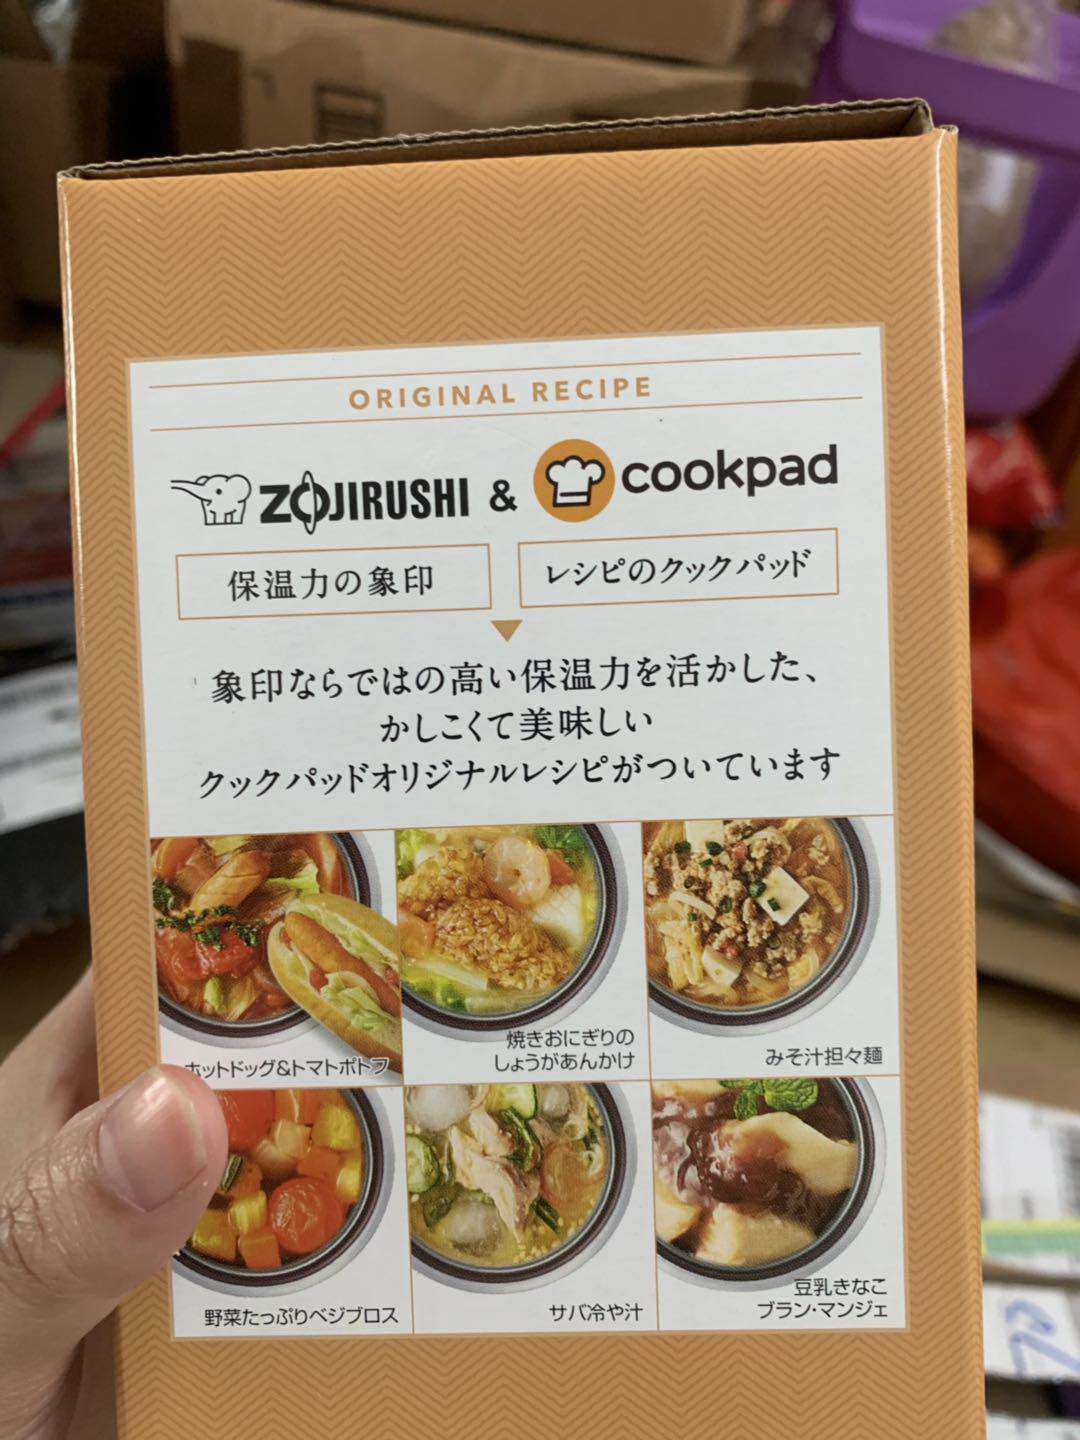 ORIGINAL RECIPE
ZOJIRUSHI & cookpad
保温力の象印
レシピのクックパッド
象印ならではの高い保温力を活かした、
かしこくて美味しい
クックパッドオリジナルレシピがついています
ホットドッグ&トマトポトフ
焼きおにぎりの
しょうがあんかけ
みそ汁担々麺
野菜たっぷりベジブロス
サバ冷や汁
豆乳きなこ
ブラン・マンジェ